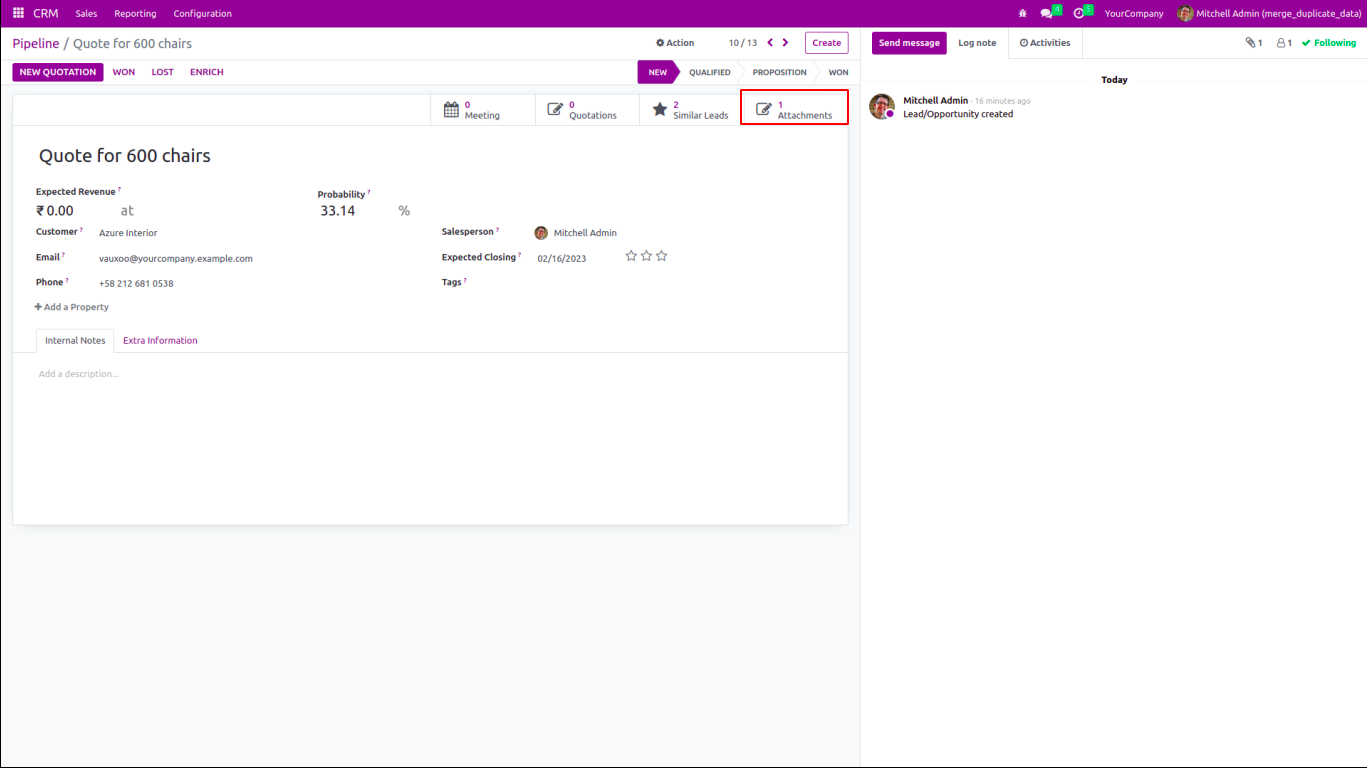 CRM Sales Reporting Configuration 4 5 YourCompany Mitchell Admin (merge_duplicate_data)
Pipeline / Quote for 600 chairs Action 10 / 13 Create
Send message Log note Activities 1 1 Following
NEW QUOTATION WON LOST ENRICH NEW QUALIFIED PROPOSITION WON
Today
0
Meeting
0
Quotations
2
Similar Leads
1
Attachments
Mitchell Admin - 16 minutes ago
Lead/Opportunity created
Quote for 600 chairs
Expected Revenue ?
₹ 0.00 at
Probability ?
33.14 %
Customer ? Azure Interior
Salesperson ? Mitchell Admin
Email ? vauxoo@yourcompany.example.com
Expected Closing ? 02/16/2023
Phone ? +58 212 681 0538
Tags ?
+ Add a Property
Internal Notes Extra Information
Add a description...